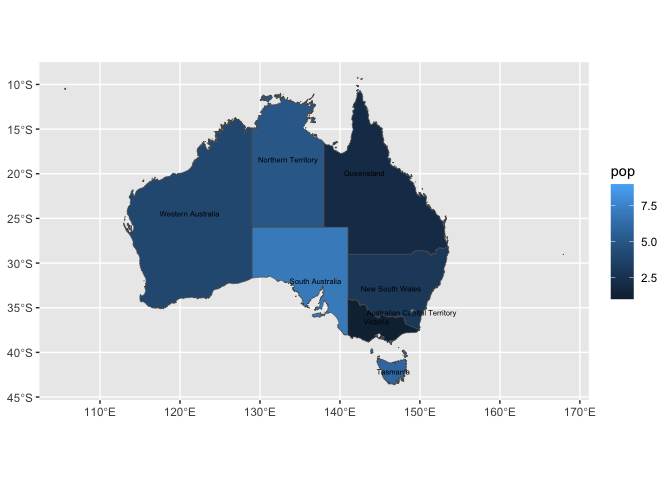 10°S
15°S
20°S
25°S
30°S
35°S
40°S
45°S
110°E
120°E
130°E
140°E
150°E
160°E
170°E
Northern Territory
Queensland
Western Australia
South Australia
New South Wales
Australian Capital Territory
Victoria
Tasmania
pop
7.5
5.0
2.5